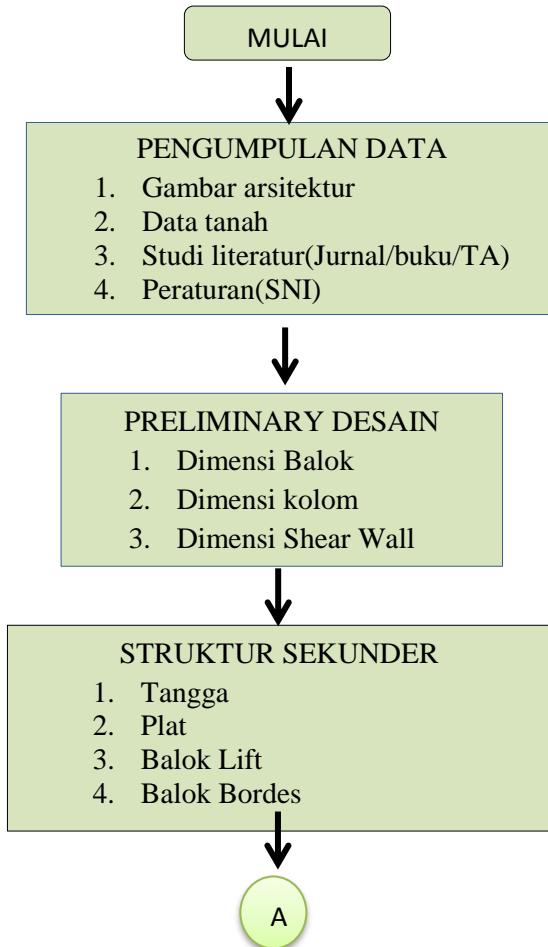 MULAI
PENGUMPULAN DATA
1. Gambar arsitektur
2. Data tanah
3. Studi literatur(Jurnal/buku/TA)
4. Peraturan(SNI)
PRELIMINARY DESAIN
1. Dimensi Balok
2. Dimensi kolom
3. Dimensi Shear Wall
STRUKTUR SEKUNDER
1. Tangga
2. Plat
3. Balok Lift
4. Balok Bordes
A